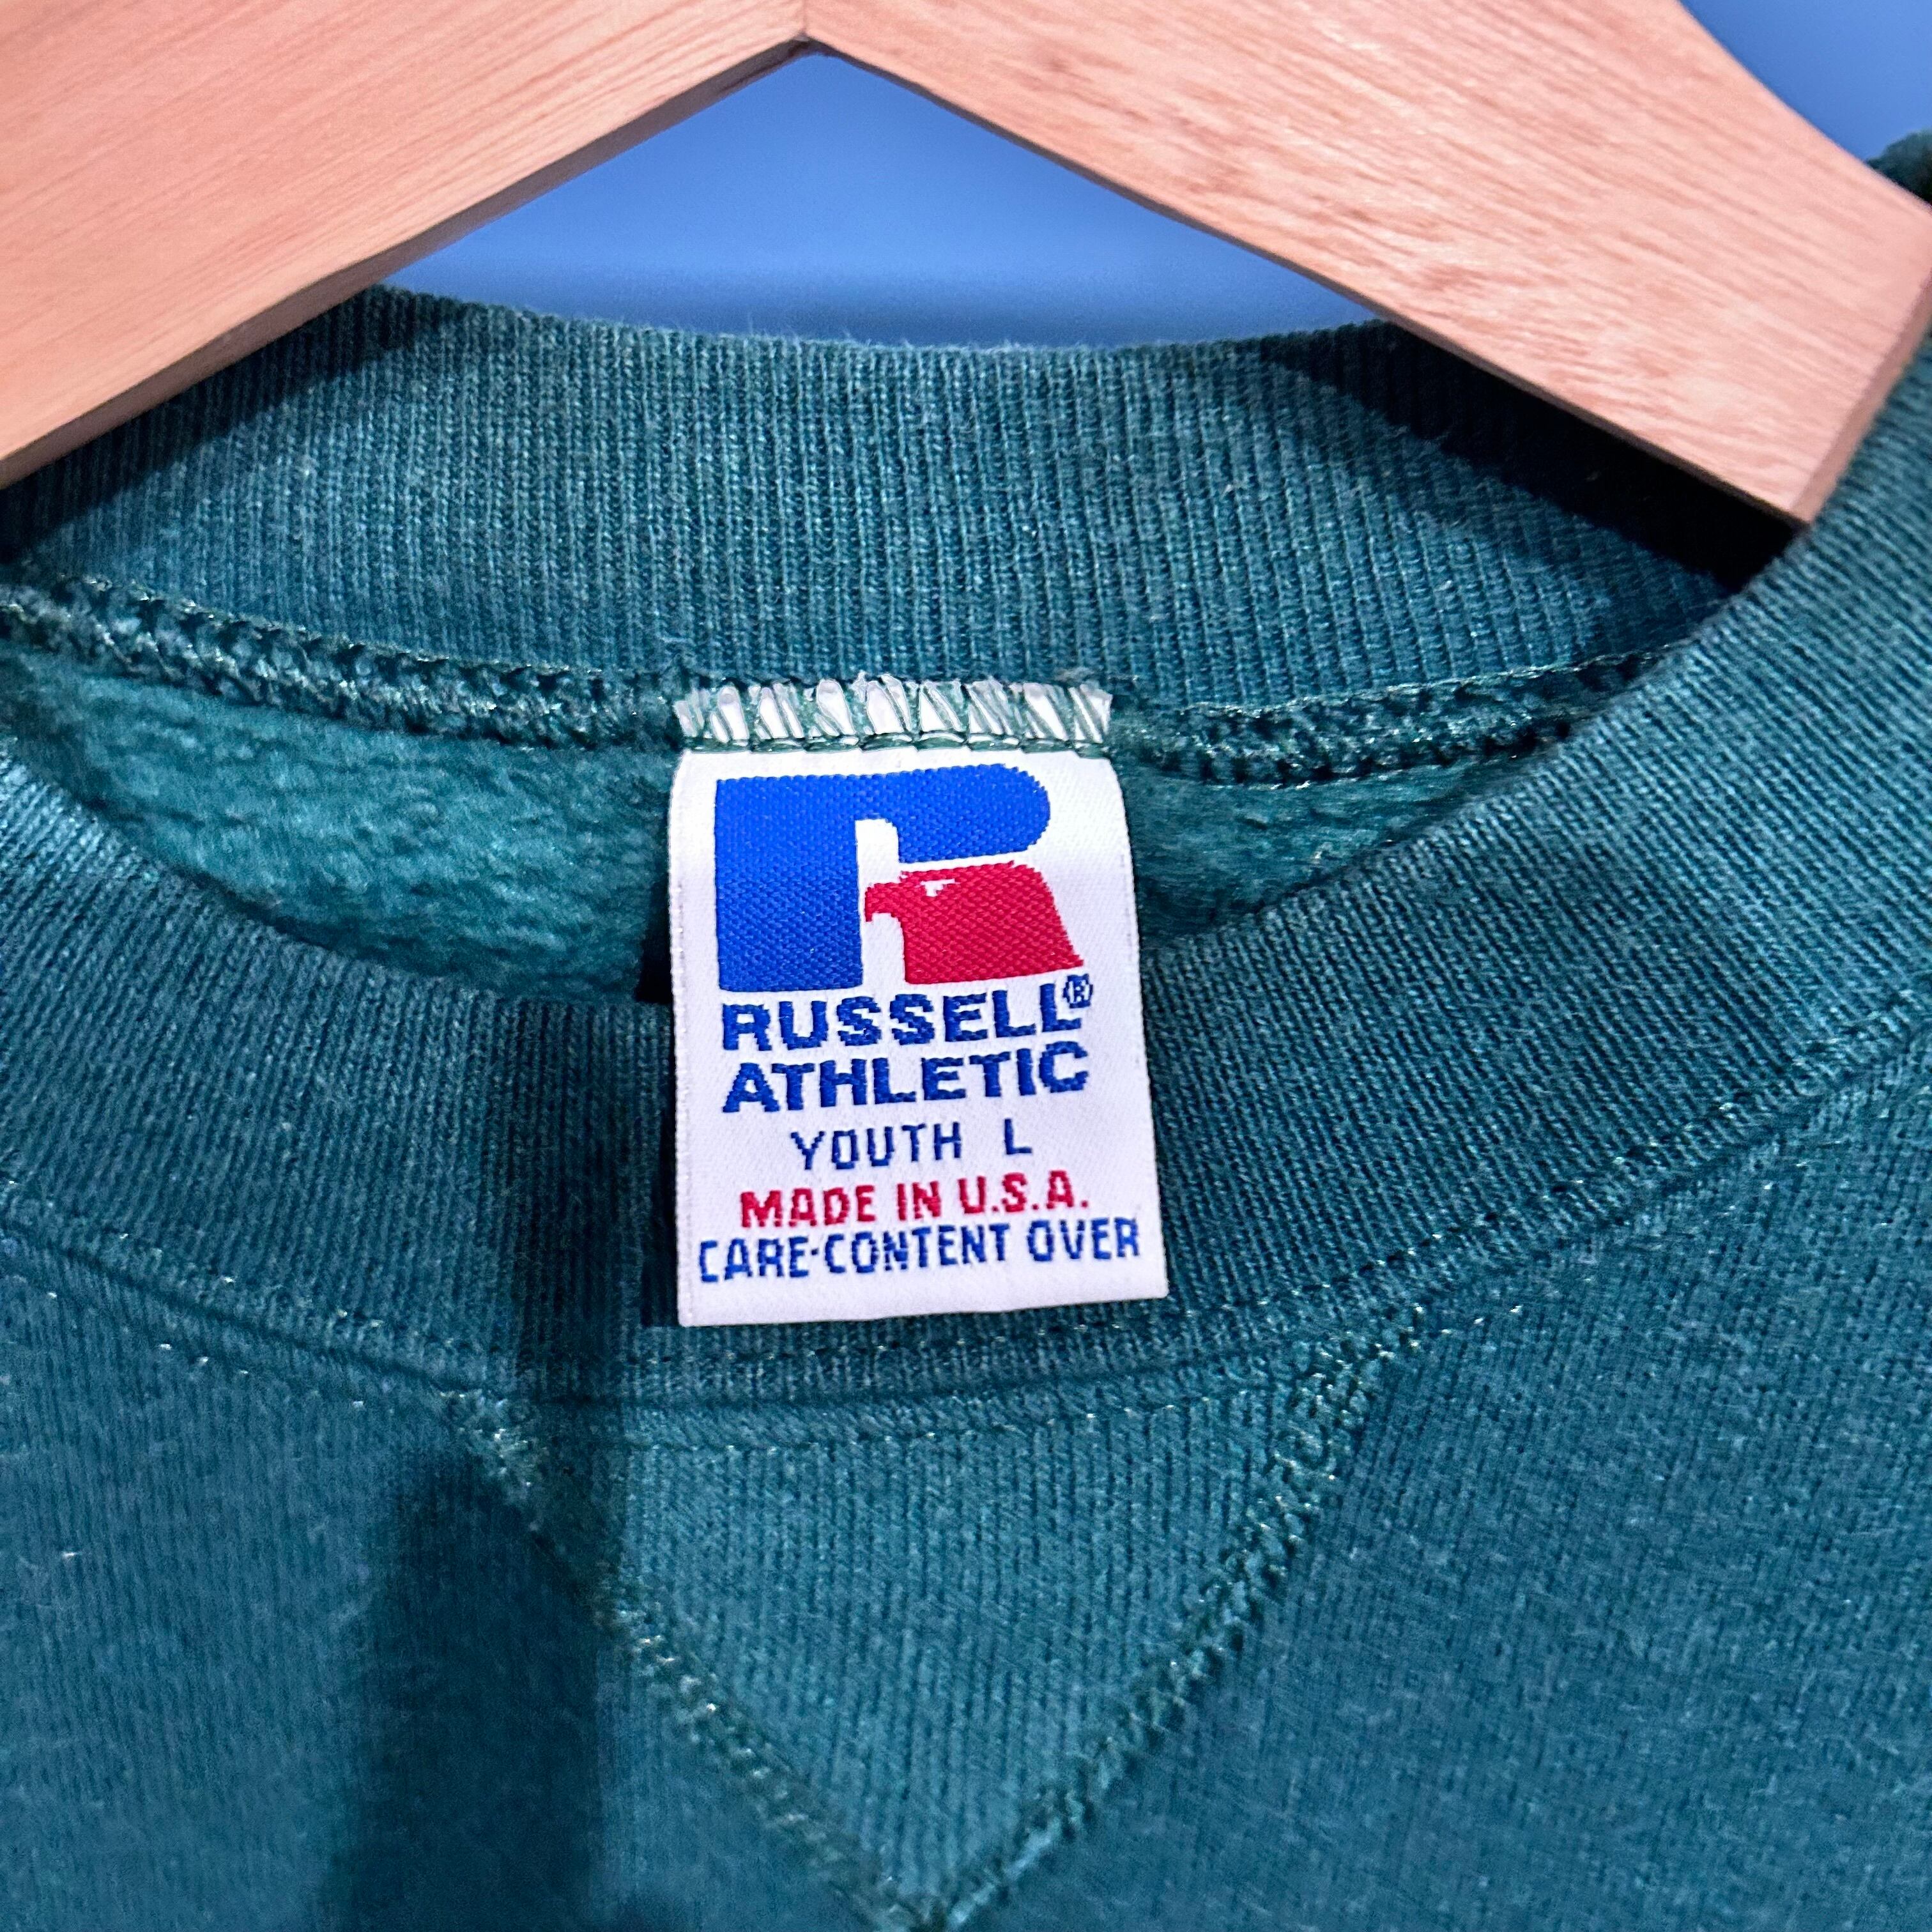 RUSSELL®
ATHLETIC
YOUTH L
MADE IN U.S.A.
CARE·CONTENT OVER